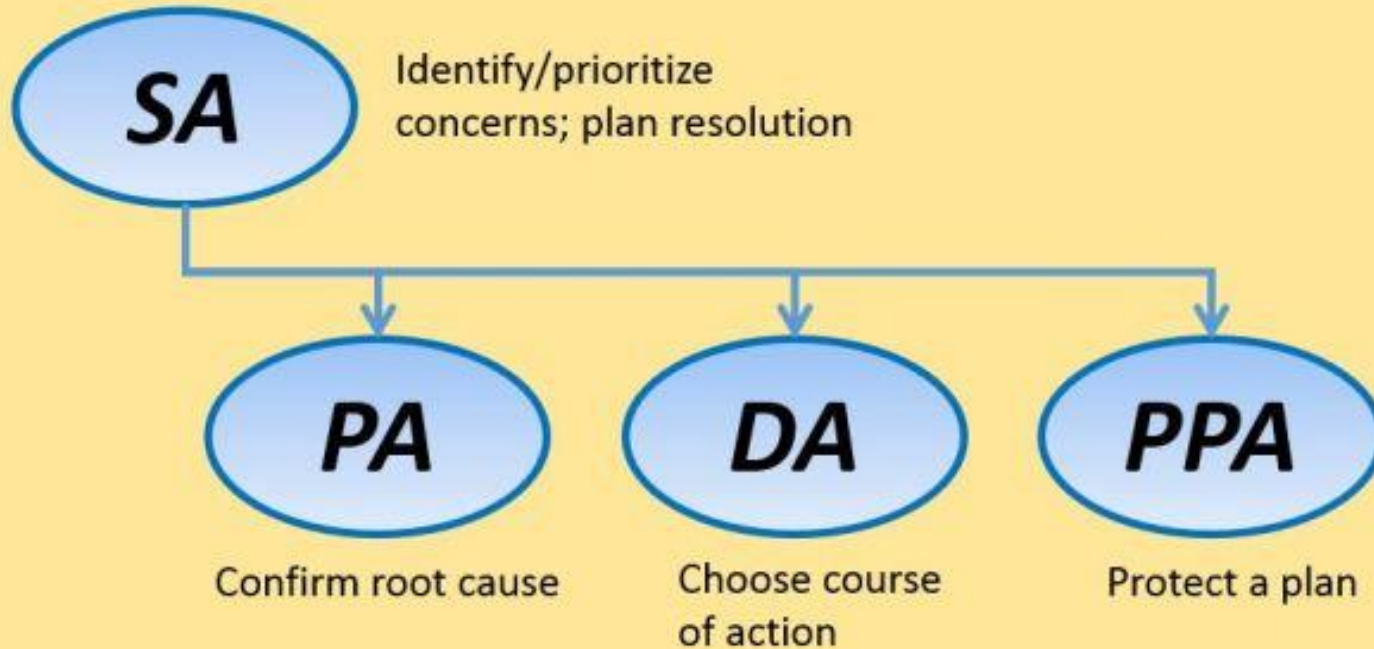 SA
Identify/prioritize
concerns; plan resolution
PA
DA
PPA
Confirm root cause
Choose course
of action
Protect a plan